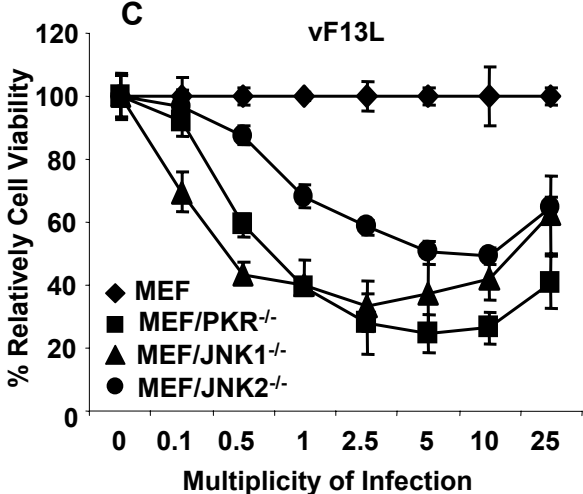 C
vF13L
% Relatively Cell Viability
120
100
80
60
40
20
0
MEF
MEF/PKR-/-
MEF/JNK1-/-
MEF/JNK2-/-
0 0.1 0.5 1 2.5 5 10 25
Multiplicity of Infection